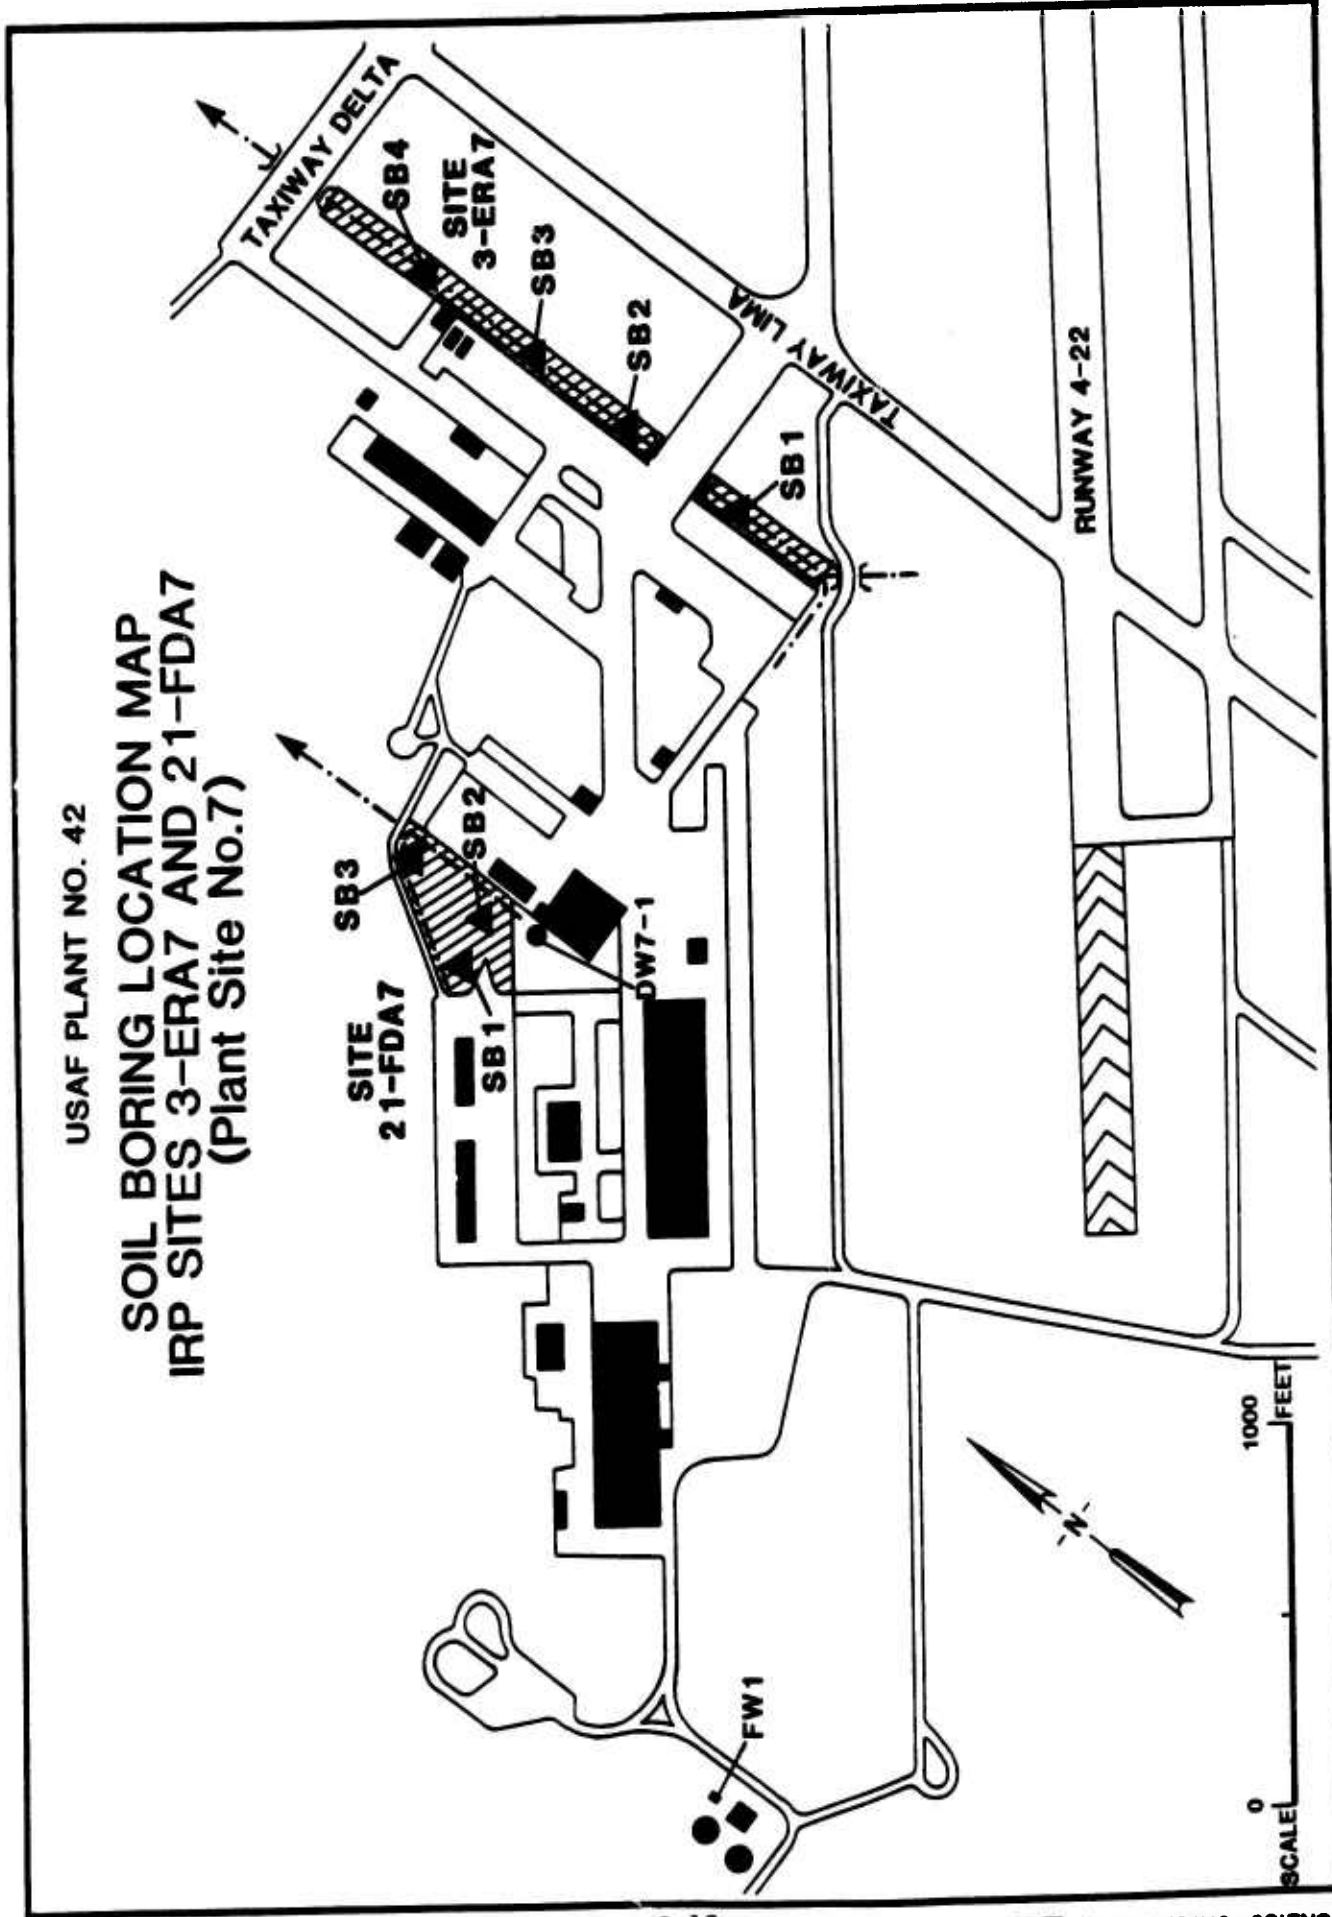 USAF PLANT NO. 42
SOIL BORING LOCATION MAP
IRP SITES 3-ERA7 AND 21-FDA7
(Plant Site No.7)
TAXIWAY DELTA
SB4
SITE
3-ERA7
SB3
SB2
TAXIWAY LIMA
SB1
RUNWAY 4-22
SB3
SB2
SITE
21-FDA7
SB1
DW7-1
FW1
-N-
0
1000
SCALE
FEET